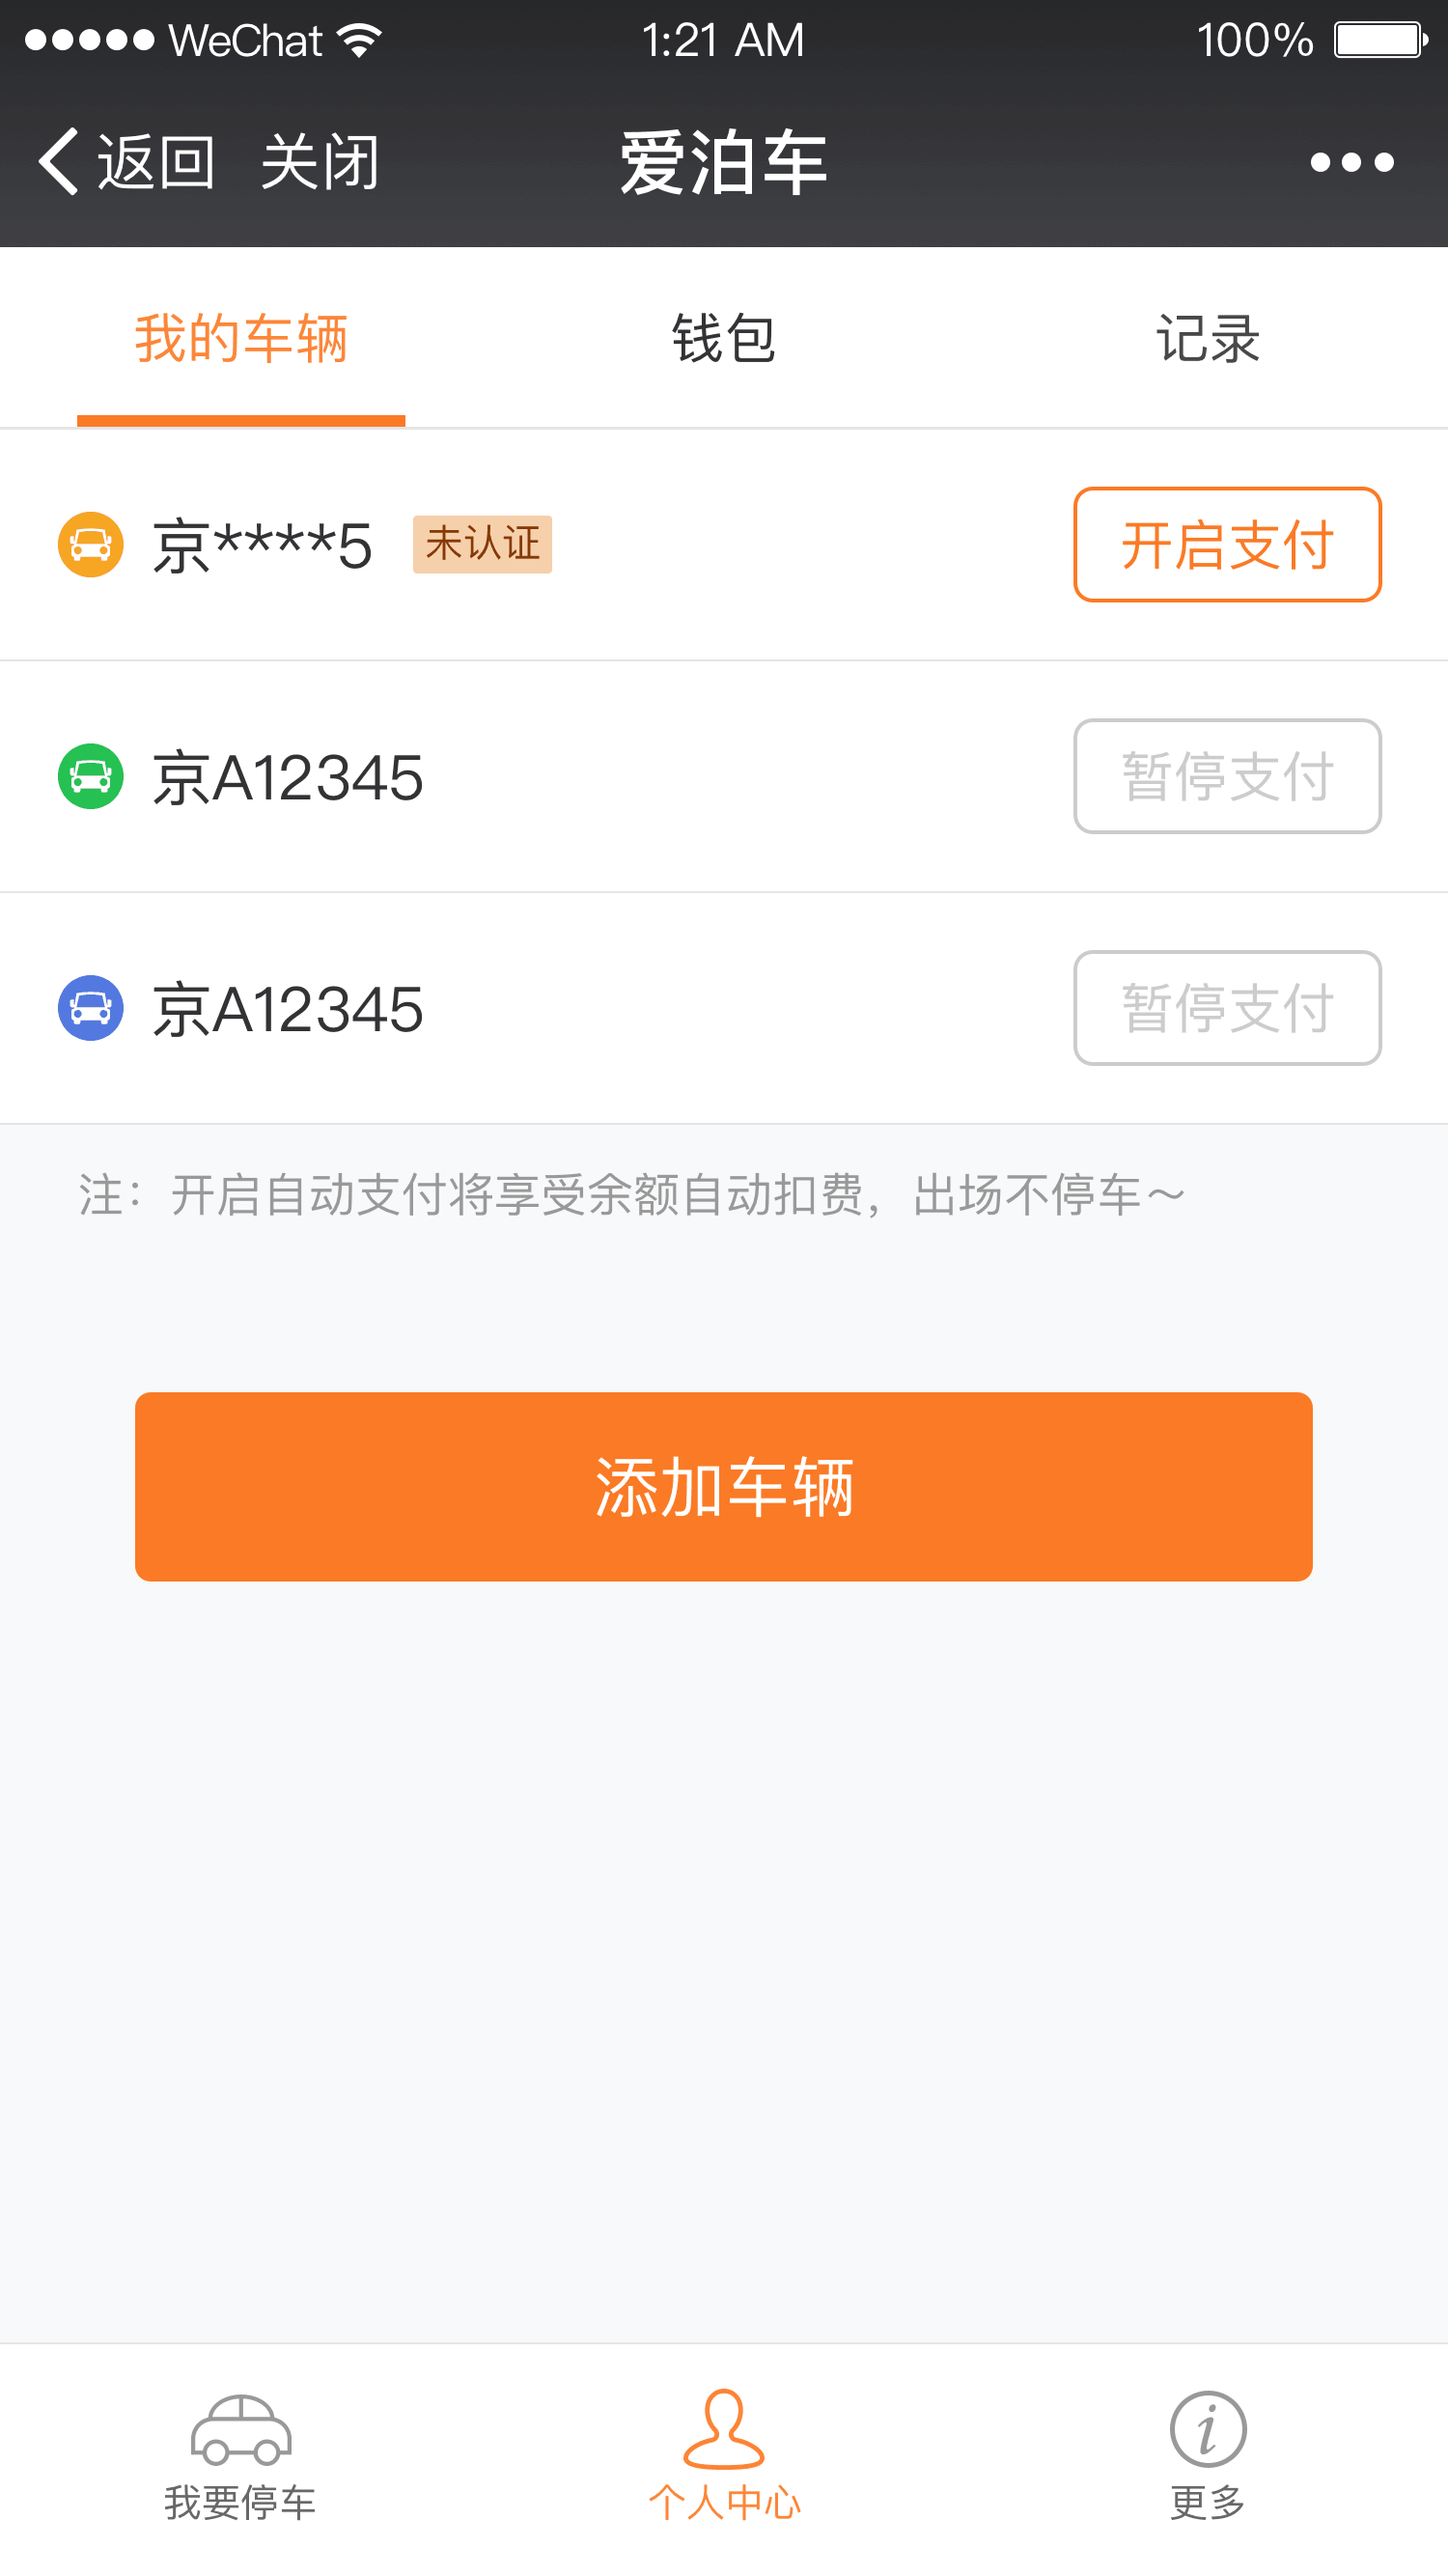 WeChat 1:21 AM 100%
返回 关闭 爱泊车
我的车辆 钱包 记录
京****5 未认证 开启支付
京A12345 暂停支付
京A12345 暂停支付
注：开启自动支付将享受余额自动扣费，出场不停车～
添加车辆
我要停车 个人中心 更多